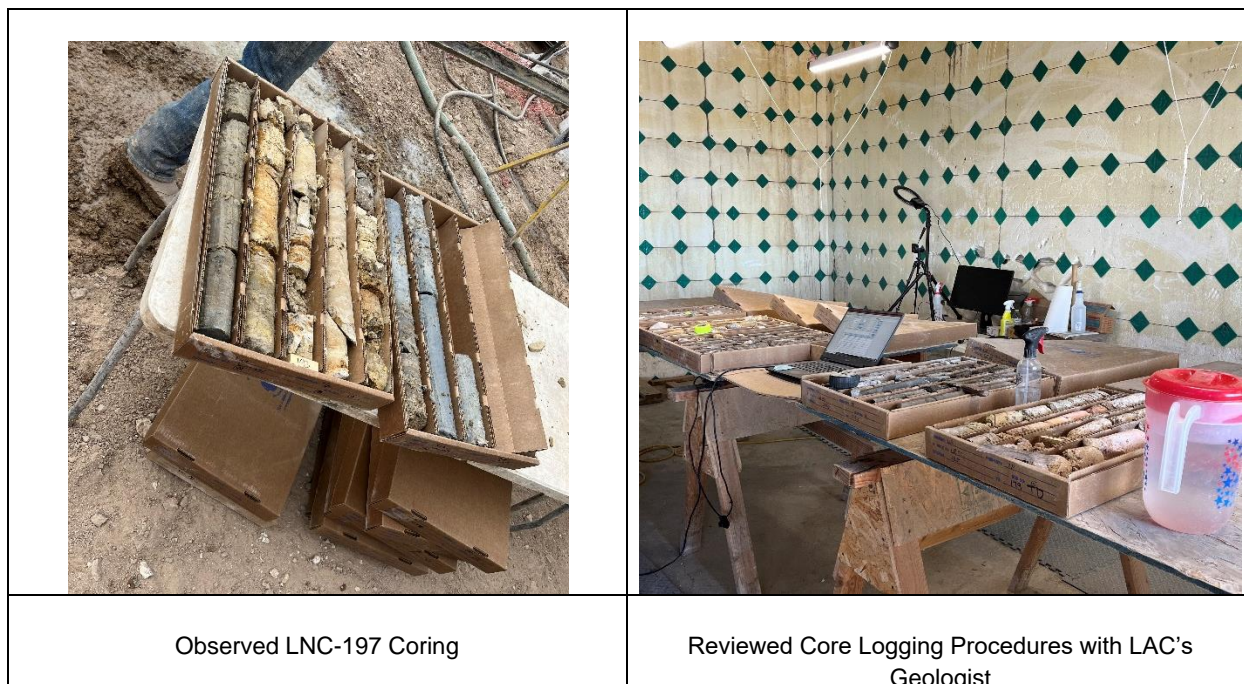 Observed LNC-197 Coring
Reviewed Core Logging Procedures with LAC's
Geologist